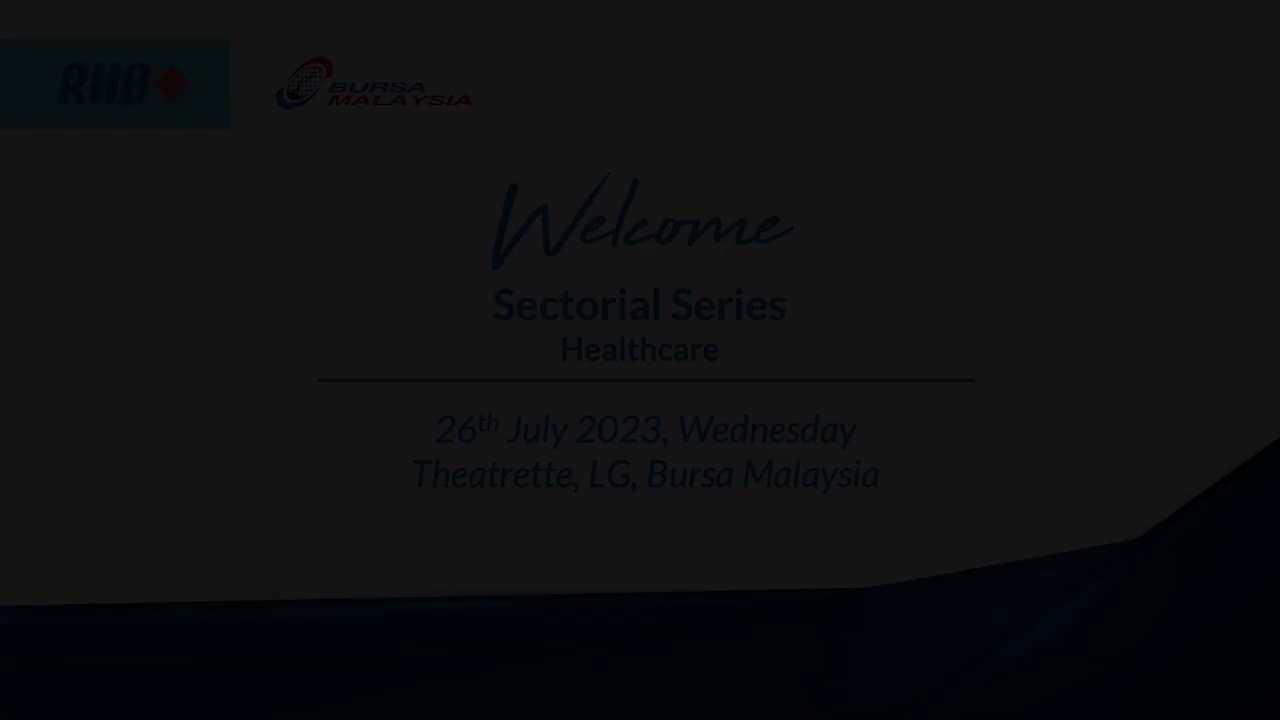 RHB
BURSA
MALAYSIA
Welcome
Sectorial Series
Healthcare
26th July 2023, Wednesday
Theatrette, LG, Bursa Malaysia